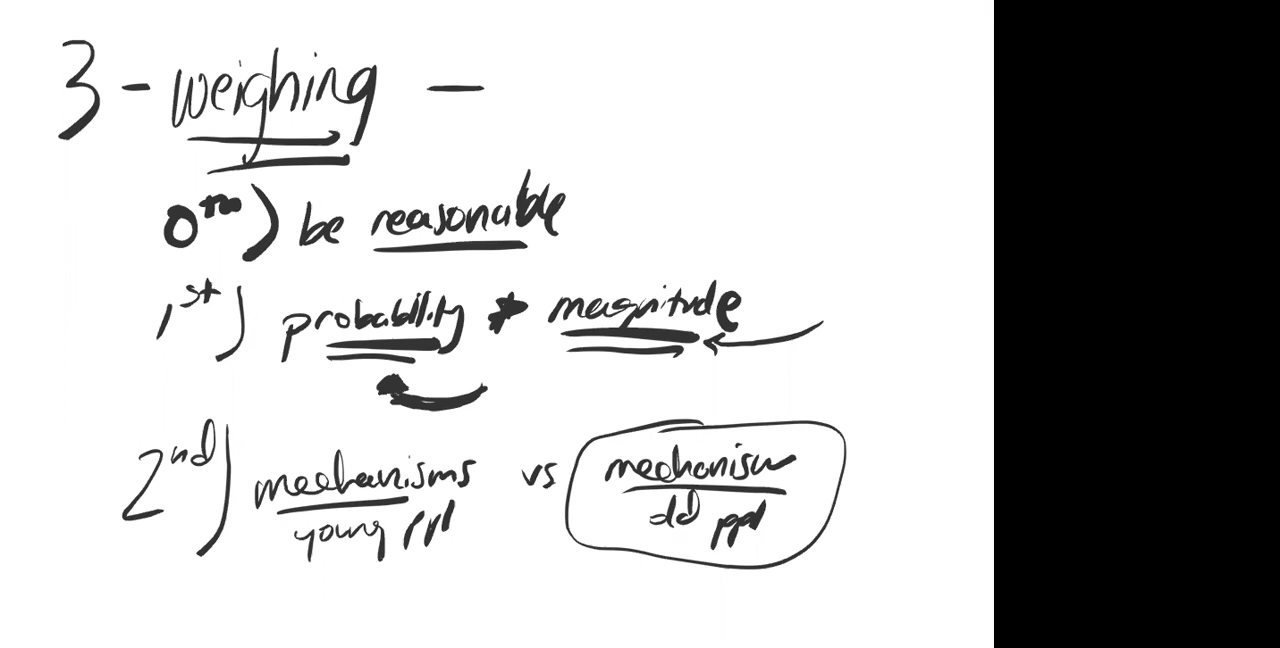 3 - weighing -
0th) be reasonable
1st) probability * magnitude
2nd) mechanisms vs mechanism
young ppl old ppl